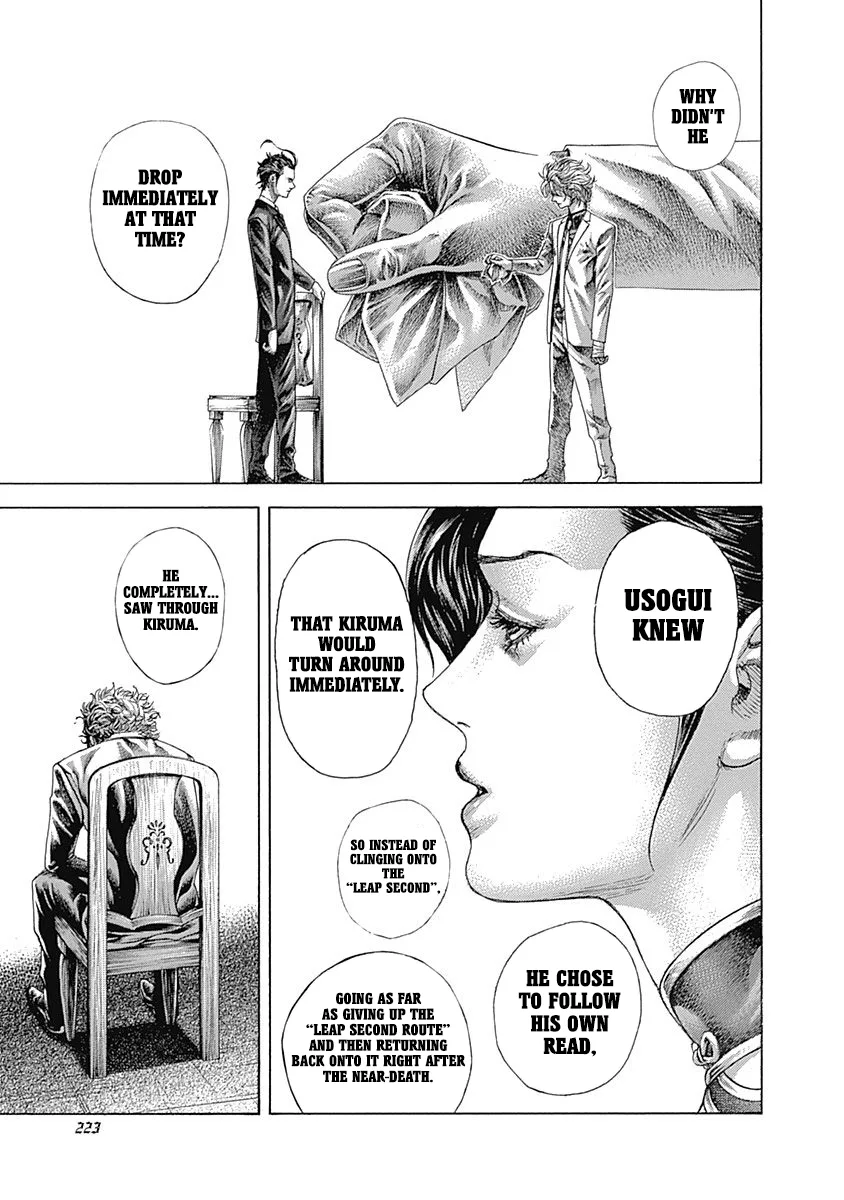 WHY
DIDN'T
HE
DROP
IMMEDIATELY
AT THAT
TIME?
USOGUI
KNEW
THAT KIRUMA
WOULD
TURN AROUND
IMMEDIATELY.
SO INSTEAD OF
CLINGING ONTO
THE
“LEAP SECOND”,
HE CHOSE
TO FOLLOW
HIS OWN
READ,
GOING AS FAR
AS GIVING UP THE
“LEAP SECOND ROUTE”
AND THEN RETURNING
BACK ONTO IT RIGHT AFTER
THE NEAR-DEATH.
HE
COMPLETELY...
SAW THROUGH
KIRUMA.
223